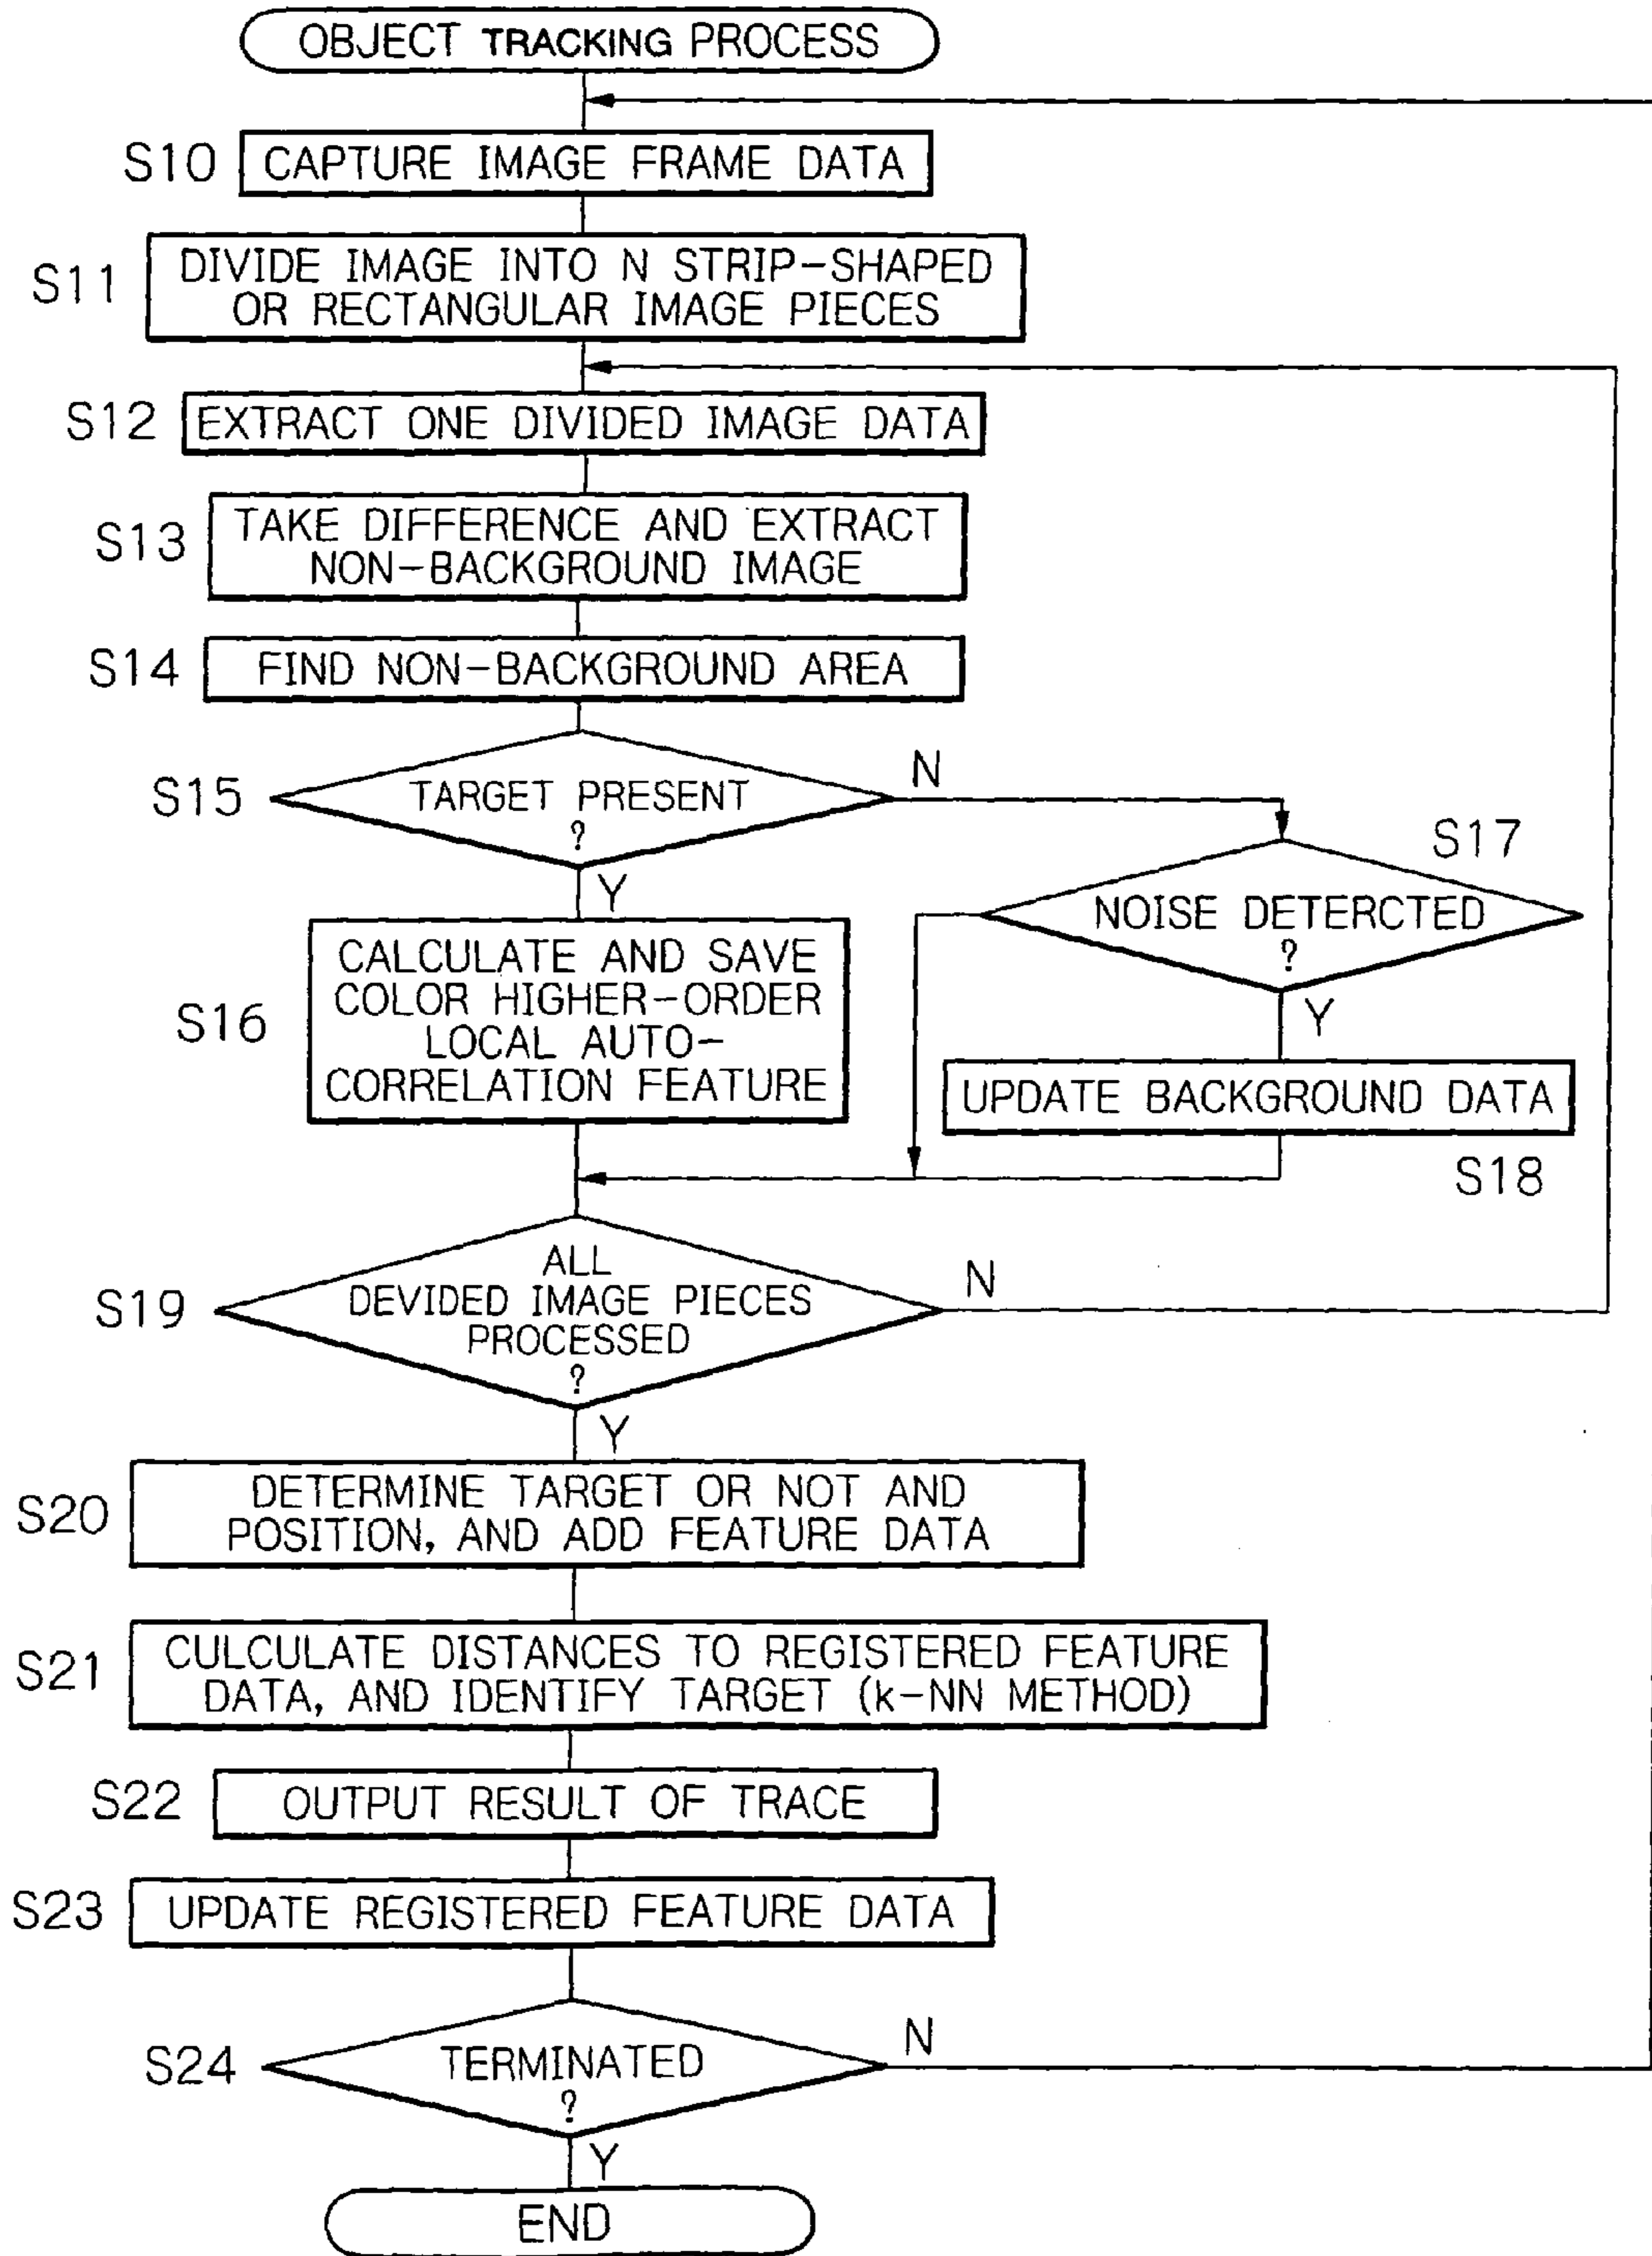 OBJECT TRACKING PROCESS
S10
CAPTURE IMAGE FRAME DATA
S11
DIVIDE IMAGE INTO N STRIP-SHAPED
OR RECTANGULAR IMAGE PIECES
S12
EXTRACT ONE DIVIDED IMAGE DATA
S13
TAKE DIFFERENCE AND EXTRACT
NON-BACKGROUND IMAGE
S14
FIND NON-BACKGROUND AREA
S15
TARGET PRESENT
?
N
Y
S17
NOISE DETERCTED
?
Y
S16
CALCULATE AND SAVE
COLOR HIGHER-ORDER
LOCAL AUTO-
CORRELATION FEATURE
UPDATE BACKGROUND DATA
S18
S19
ALL
DEVIDED IMAGE PIECES
PROCESSED
?
N
Y
S20
DETERMINE TARGET OR NOT AND
POSITION, AND ADD FEATURE DATA
S21
CULCULATE DISTANCES TO REGISTERED FEATURE
DATA, AND IDENTIFY TARGET (k-NN METHOD)
S22
OUTPUT RESULT OF TRACE
S23
UPDATE REGISTERED FEATURE DATA
S24
TERMINATED
?
N
Y
END